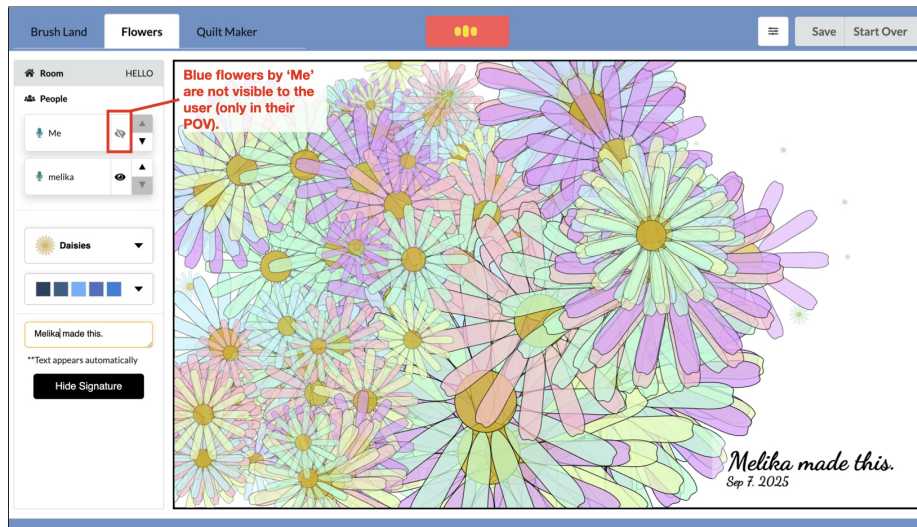 Brush Land
Flowers
Quilt Maker
Save
Start Over
Room
HELLO
People
Me
melika
Daisies
Melika made this.
**Text appears automatically
Hide Signature
Blue flowers by ‘Me’
are not visible to the
user (only in their
POV).
Melika made this.
Sep 7, 2025